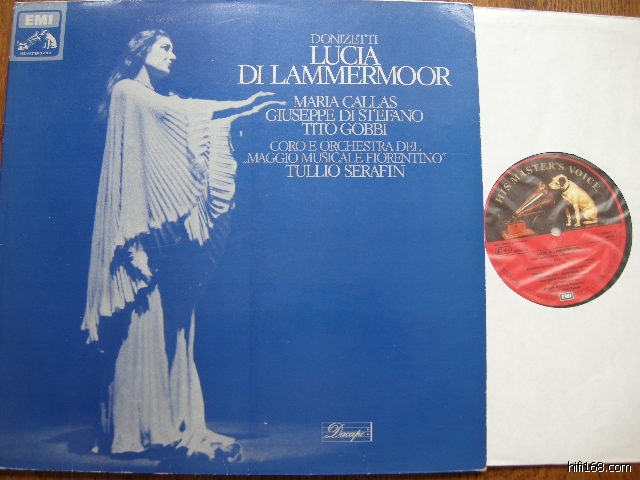 EMI
DONIZETTI
LUCIA
DI LAMMERMOOR
MARIA CALLAS
GIUSEPPE DI STEFANO
TITO GOBBI
CORO E ORCHESTRA DEL
„MAGGIO MUSICALE FIORENTINO“
TULLIO SERAFIN
Dacapo
HIS MASTER'S VOICE
EMI
hifi168.com